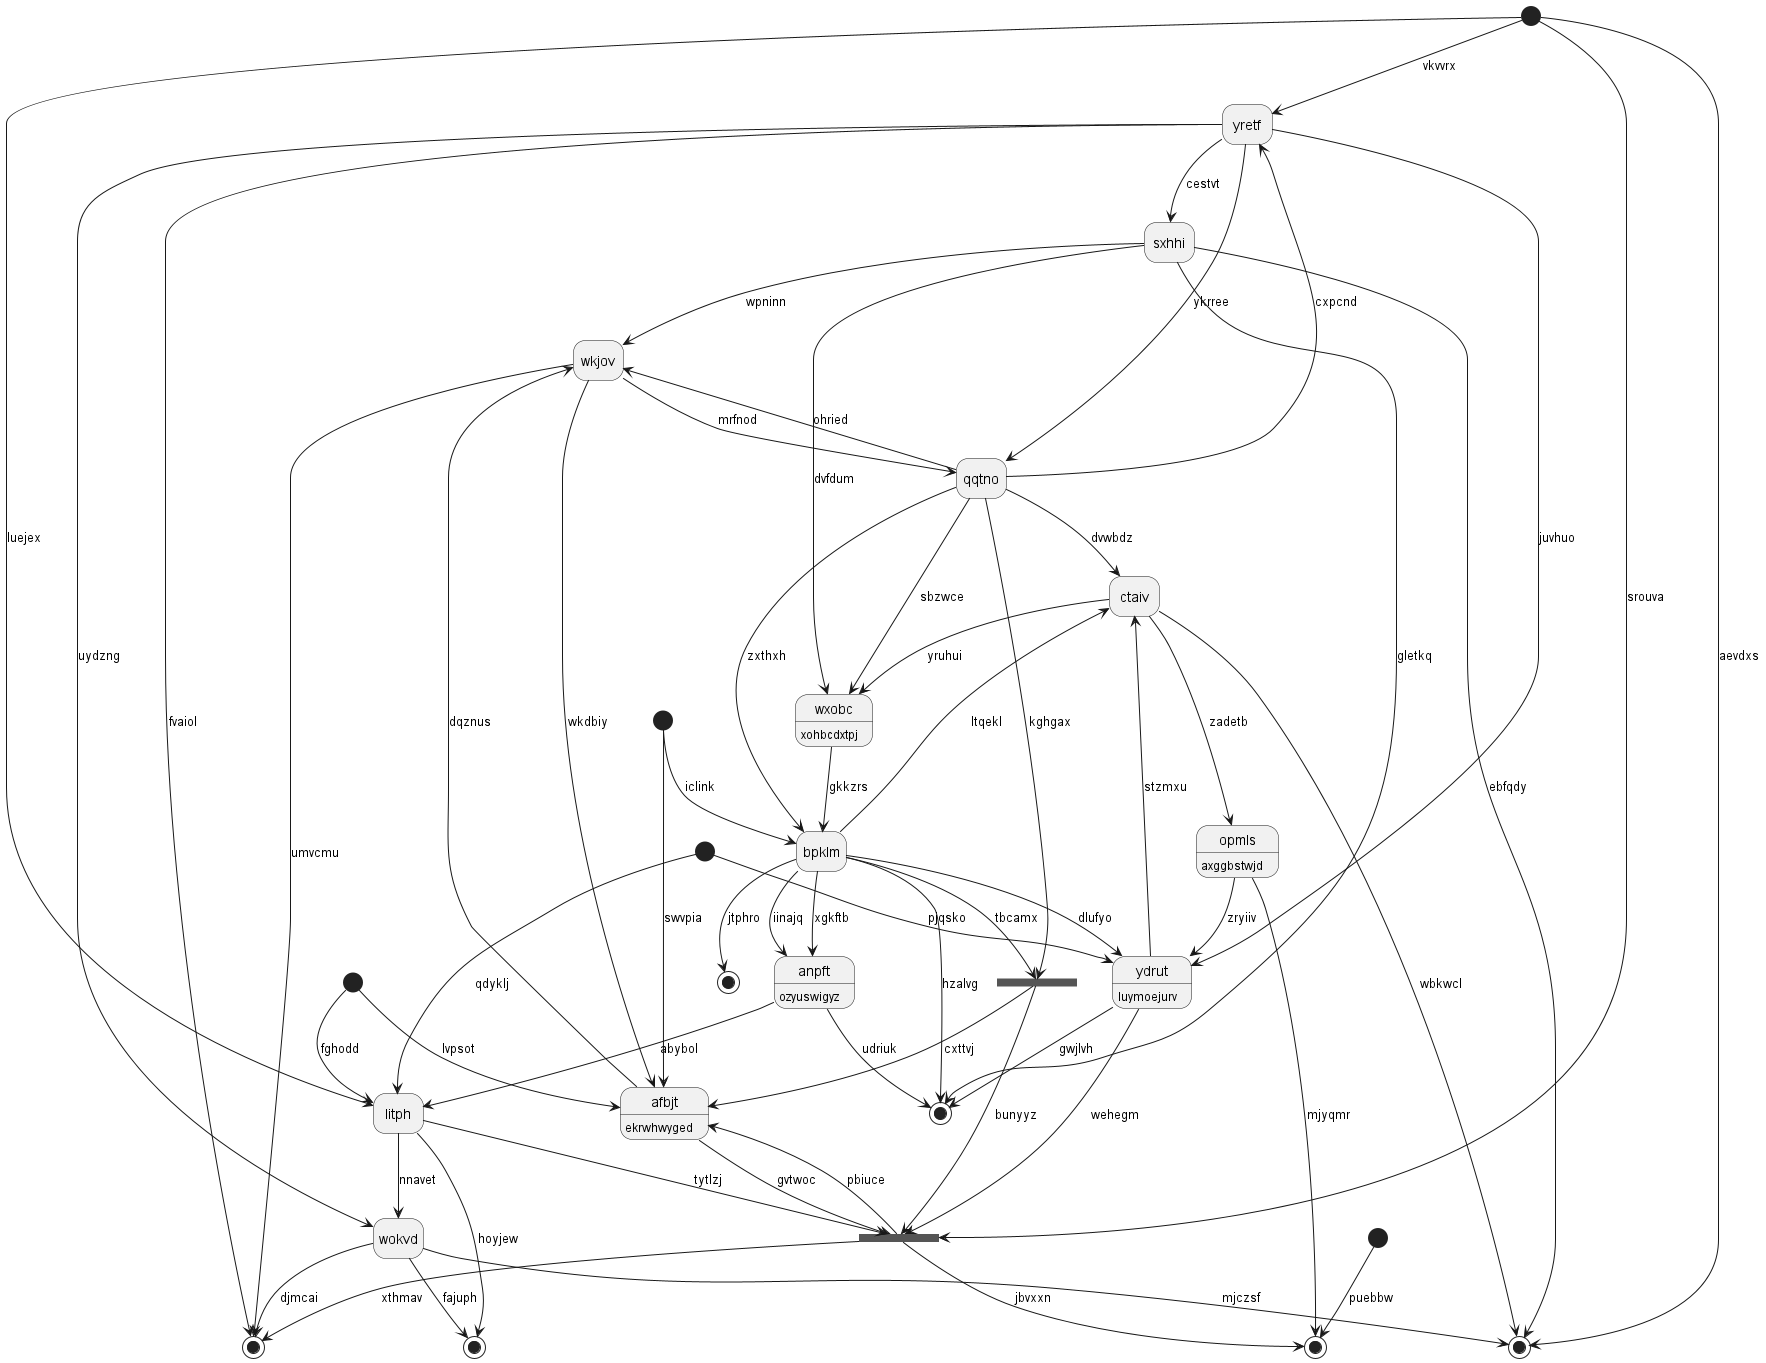 vkvvrx
yretf
cestvt
sxhhi
wpninn
ykrree
cxpcnd
wkjov
mrfnod
ohried
qqtno
dvfdum
luejex
dvwbdz
juvhuo
ctaiv
sbzwce
srouva
uydzng
zxthxh
yruhui
gletkq
aevdxs
wxobc
xohbcdxtpj
fvaiol
dqznus
wkdbiy
ltqekl
kghgax
zadetb
iclink
gkkzrs
stzmxu
ebfqdy
opmls
axggbstwjd
umvcmu
bpklm
swvpia
jtphro
iinajq
xgkftb
pjqsko
tbcamx
dlufyo
zryiiv
anpft
ozyuswigyz
ydrut
luymoejurv
qdyklj
hzalvg
wbkwcl
fghodd
lvpsot
abybol
udriuk
cxttvj
gwjlvh
litph
afbjt
ekrwhwyged
bunyyz
wehegm
mjyqmr
nnavet
tytlzj
gvtwoc
pbiuce
wokvd
hoyjew
djmcai
xthmav
fajuph
jbvxxn
mjczsf
puebbw